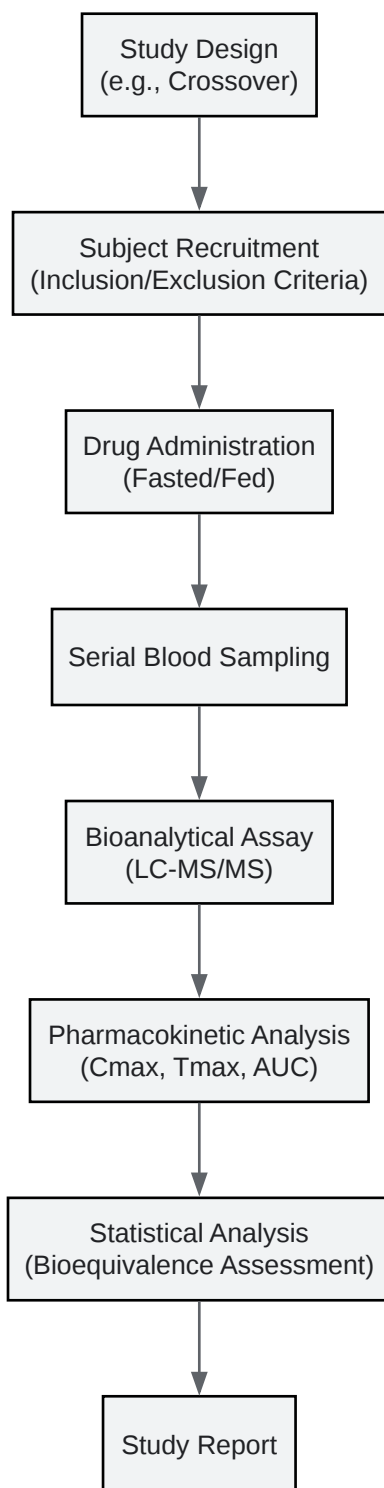 Study Design
(e.g., Crossover)
Subject Recruitment
(Inclusion/Exclusion Criteria)
Drug Administration
(Fasted/Fed)
Serial Blood Sampling
Bioanalytical Assay
(LC-MS/MS)
Pharmacokinetic Analysis
(Cmax, Tmax, AUC)
Statistical Analysis
(Bioequivalence Assessment)
Study Report